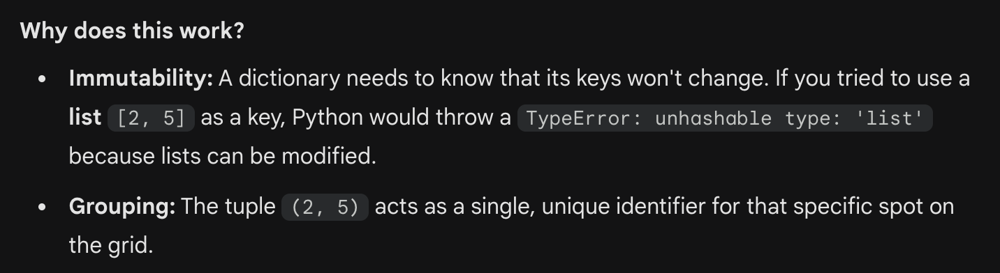 Why does this work?
• Immutability: A dictionary needs to know that its keys won't change. If you tried to use a
list [2, 5] as a key, Python would throw a TypeError: unhashable type: 'list'
because lists can be modified.
• Grouping: The tuple (2, 5) acts as a single, unique identifier for that specific spot on
the grid.